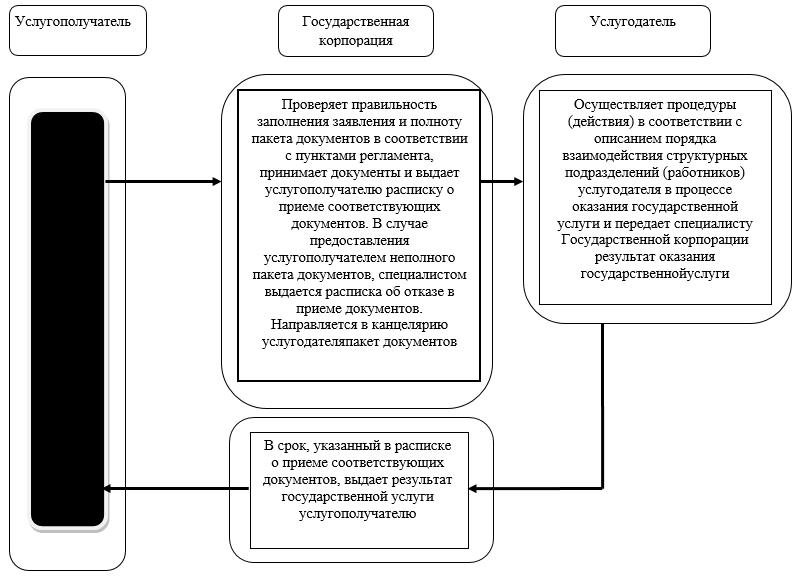 Услугополучатель
Государственная
корпорация
Услугодатель
Проверяет правильность
заполнения заявления и полноту
пакета документов в соответствии
с пунктами регламента,
принимает документы и выдает
услугополучателю расписку о
приеме соответствующих
документов. В случае
предоставления
услугополучателем неполного
пакета документов, специалистом
выдается расписка об отказе в
приеме документов.
Направляется в канцелярию
услугодателяпакет документов
Осуществляет процедуры
(действия) в соответствии с
описанием порядка
взаимодействия структурных
подразделений (работников)
услугодателя в процессе
оказания государственной
услуги и передает специалисту
Государственной корпорации
результат оказания
государственнойуслуги
В срок, указанный в расписке
о приеме соответствующих
документов, выдает результат
государственной услуги
услугополучателю